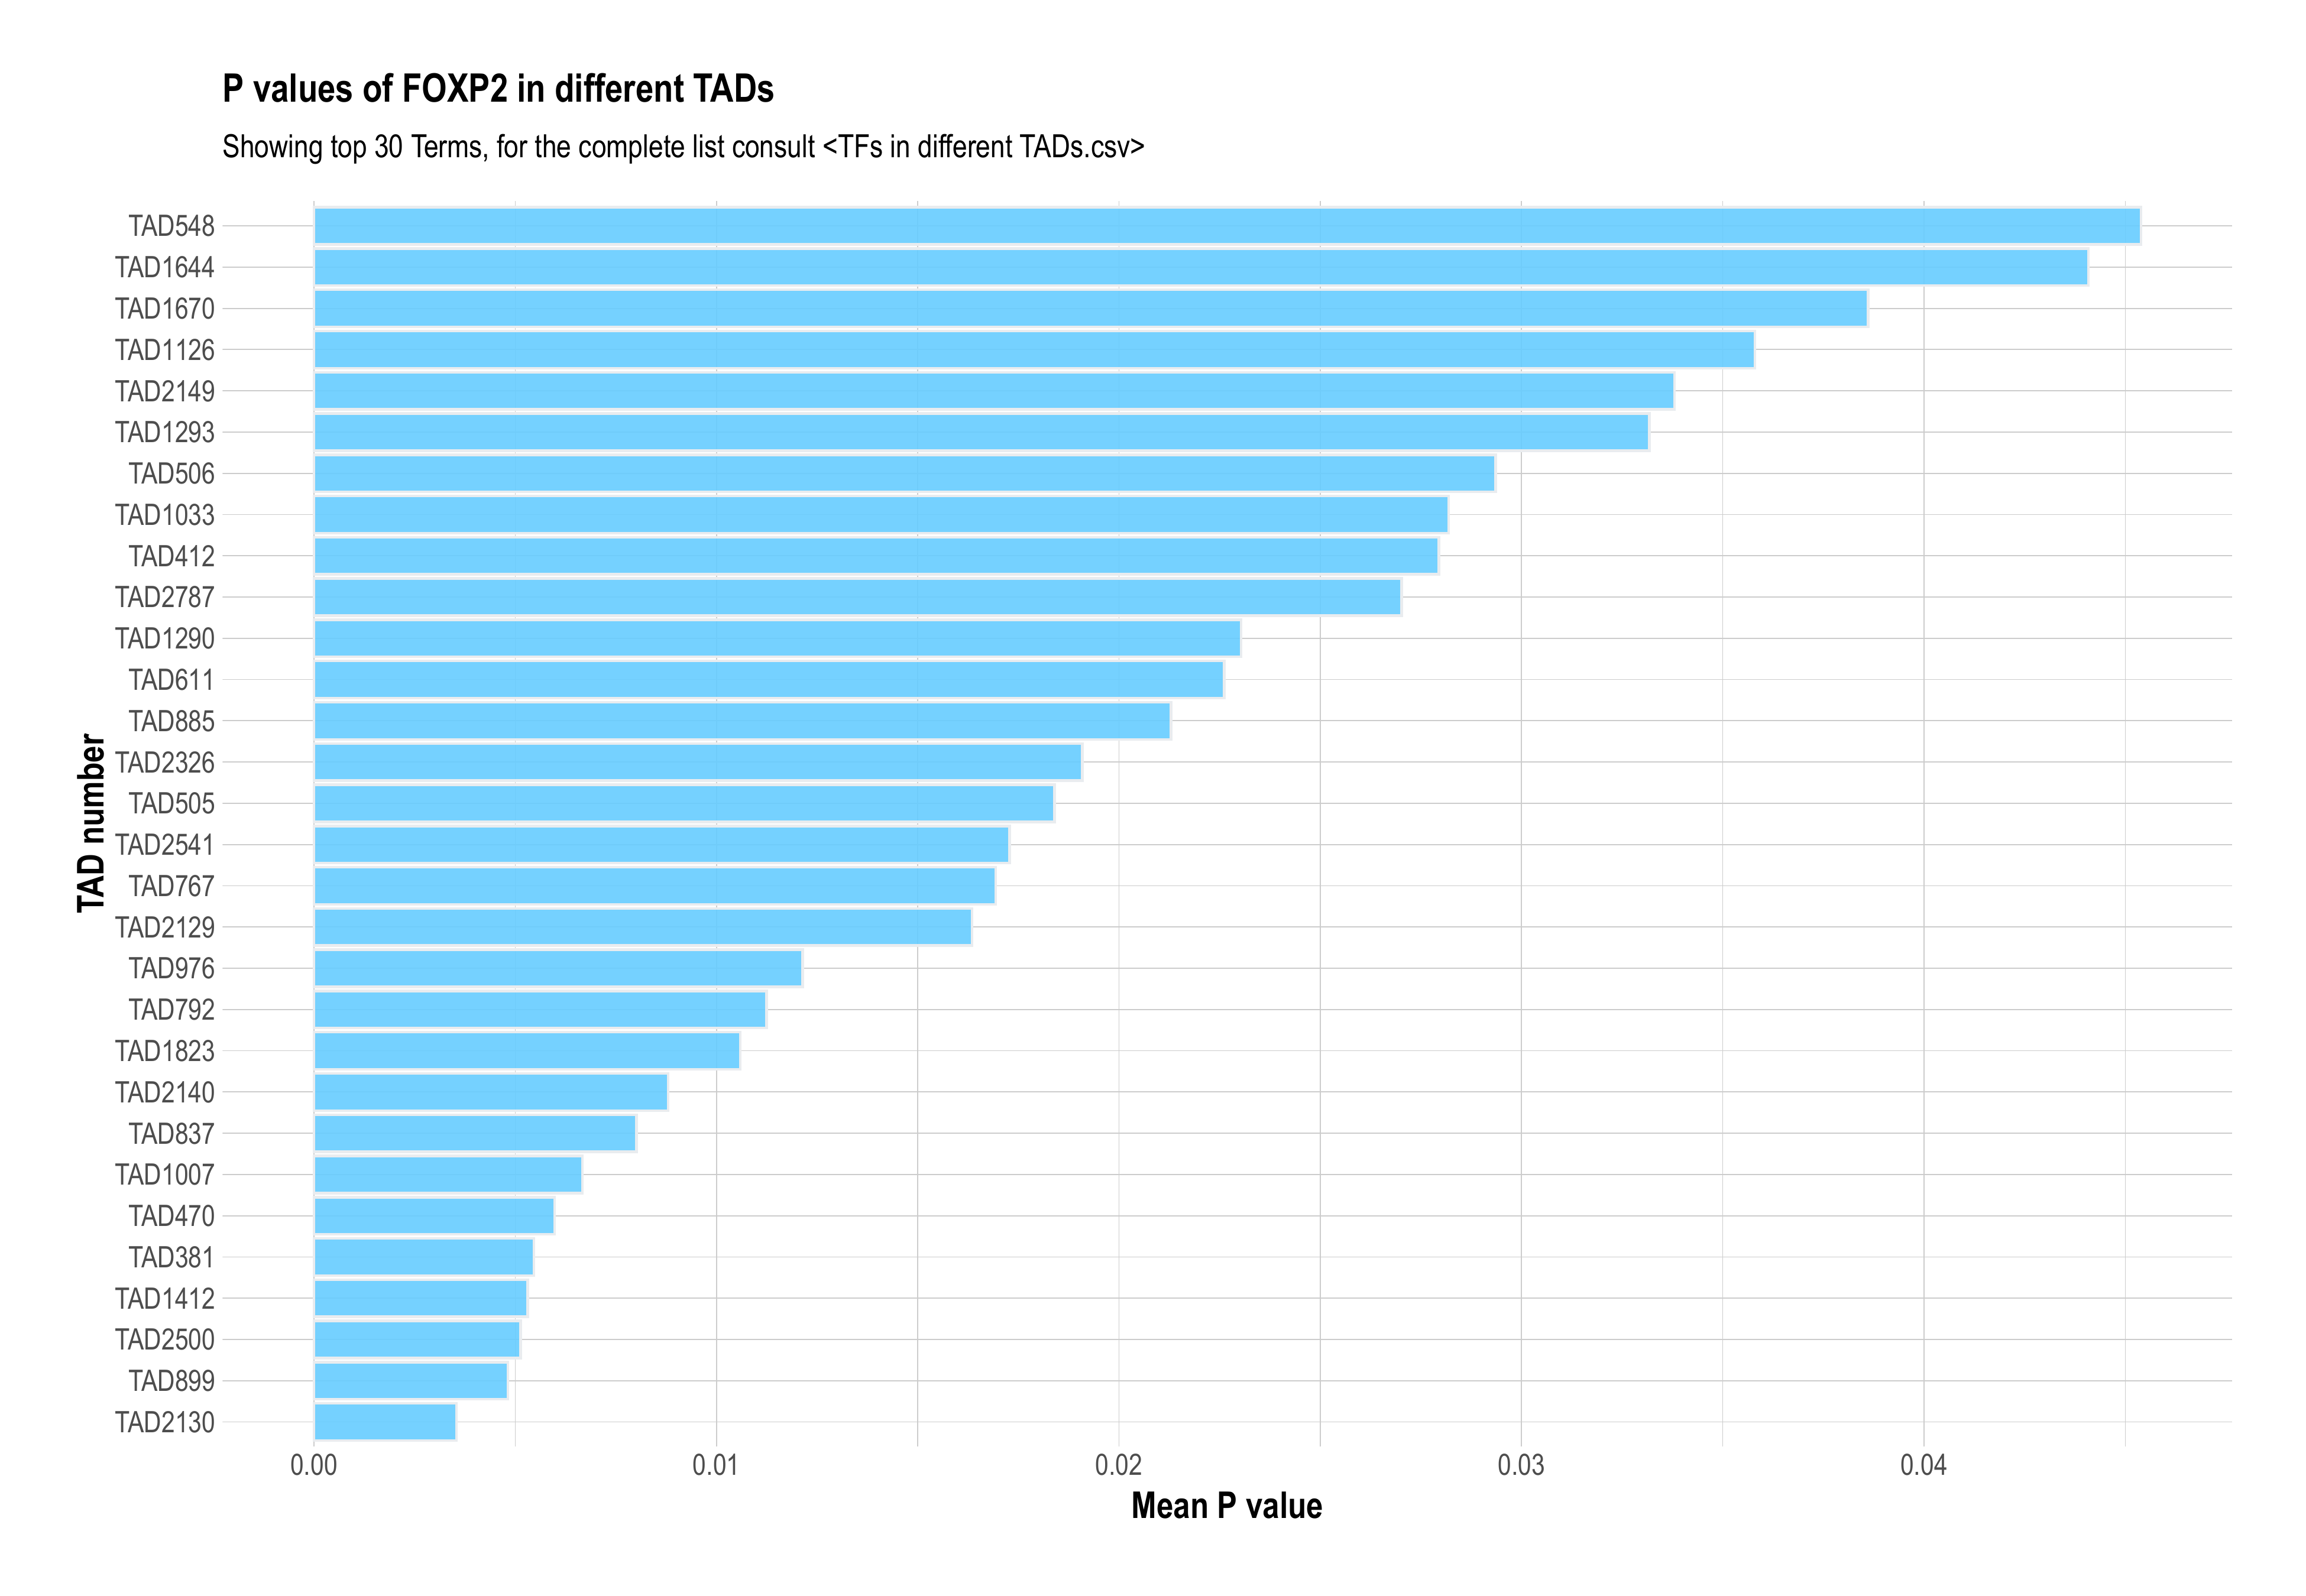 P values of FOXP2 in different TADs
Showing top 30 Terms, for the complete list consult <TFs in different TADs.csv>
TAD number
TAD548
TAD1644
TAD1670
TAD1126
TAD2149
TAD1293
TAD506
TAD1033
TAD412
TAD2787
TAD1290
TAD611
TAD885
TAD2326
TAD505
TAD2541
TAD767
TAD2129
TAD976
TAD792
TAD1823
TAD2140
TAD837
TAD1007
TAD470
TAD381
TAD1412
TAD2500
TAD899
TAD2130
0.00 0.01 0.02 0.03 0.04
Mean P value